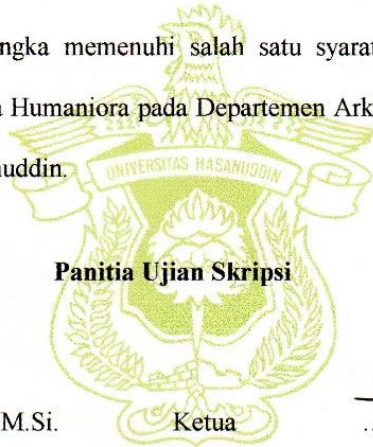 ngka memenuhi salah satu syarat
a Humaniora pada Departemen Ark
uddin.
UNIVERSITAS HASANUDDIN
Panitia Ujian Skripsi
M.Si. Ketua